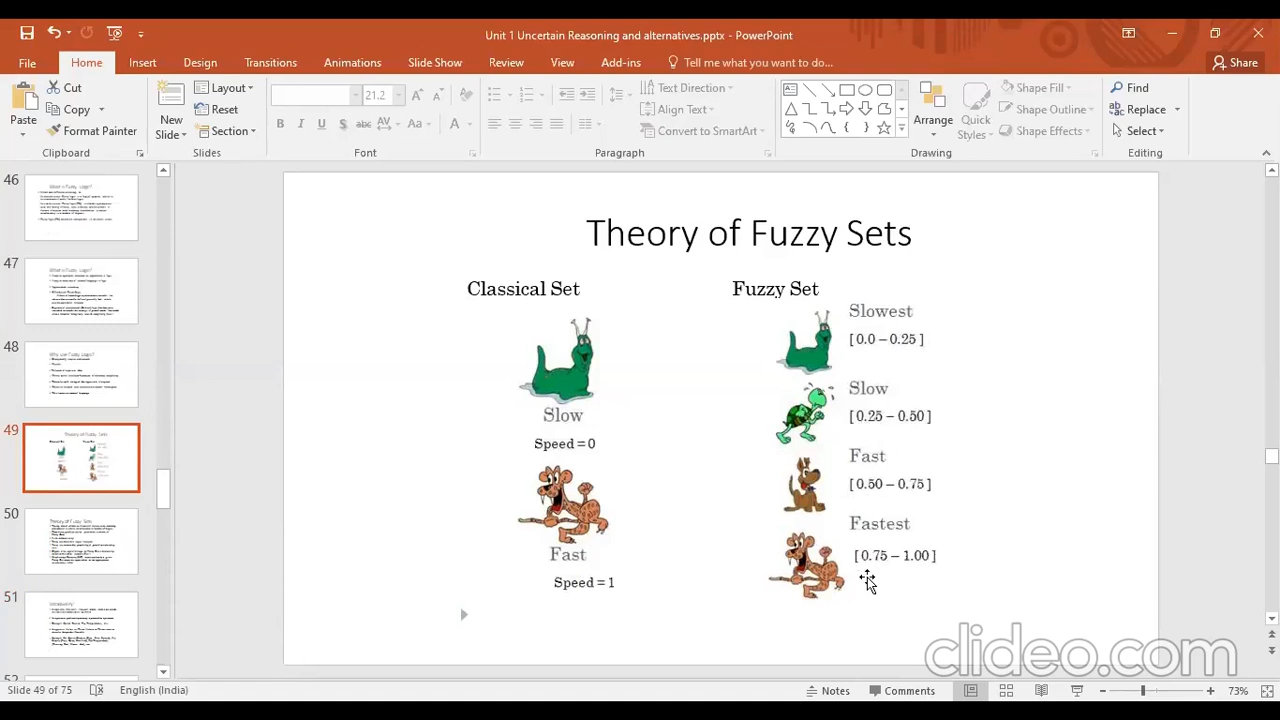 Unit 1 Uncertain Reasoning and alternatives.pptx - PowerPoint
File
Home
Insert
Design
Transitions
Animations
Slide Show
Review
View
Add-ins
Tell me what you want to do...
Share
Paste
Cut
Copy
Format Painter
Clipboard
New Slide
Layout
Reset
Section
Slides
21.2
B I U S abc AV Aa A
Font
Text Direction
Align Text
Convert to SmartArt
Paragraph
Arrange
Quick Styles
Shape Fill
Shape Outline
Shape Effects
Drawing
Find
Replace
Select
Editing
46
47
48
49
50
51
Theory of Fuzzy Sets
Classical Set
Slow
Speed = 0
Fast
Speed = 1
Fuzzy Set
Slowest
[ 0.0 – 0.25 ]
Slow
[ 0.25 – 0.50 ]
Fast
[ 0.50 – 0.75 ]
Fastest
[ 0.75 – 1.00 ]
clideo.com
Slide 49 of 75
English (India)
Notes
Comments
73%